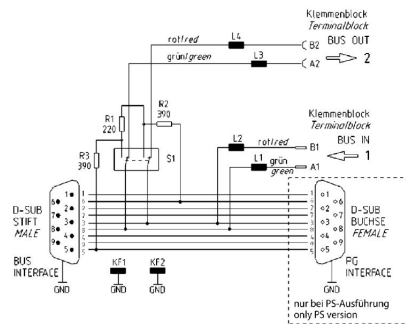 Klemmenblock
Terminalblock
BUS OUT
2
rot/red
L4
B2
grün/green
L3
A2
R1
220
R2
390
R3
390
S1
Klemmenblock
Terminalblock
BUS IN
1
L2
rot/red
B1
L1
grün
green
A1
D-SUB
STIFT
MALE
BUS
INTERFACE
1
6
2
7
3
8
4
9
5
GND
KF1
GND
KF2
GND
1
6
2
7
3
8
4
9
5
D-SUB
BUCHSE
FEMALE
PG
INTERFACE
GND
nur bei PS-Ausführung
only PS version